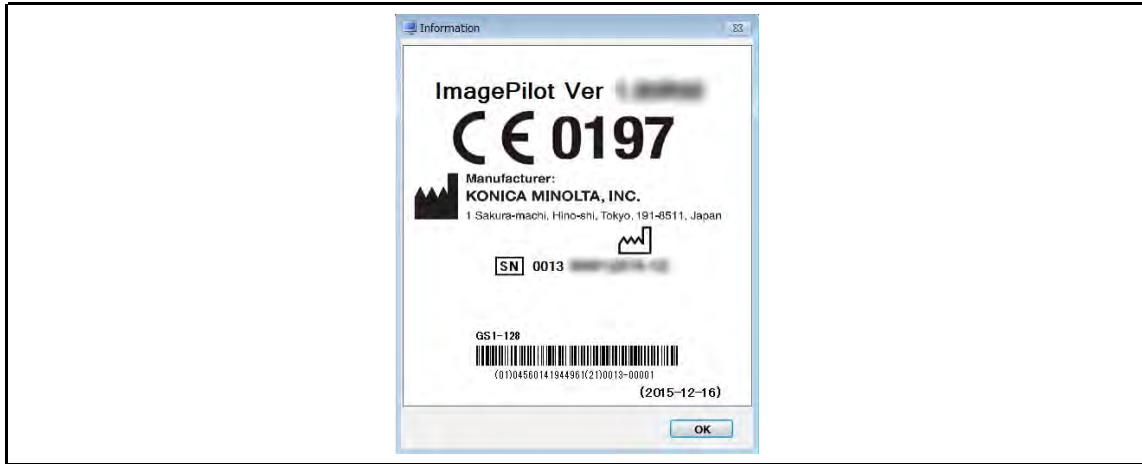 Information
ImagePilot Ver
CE 0197
Manufacturer:
KONICA MINOLTA, INC.
1 Sakura-machi, Hino-shi, Tokyo, 191-8511, Japan
SN 0013
GS1-128
(01)04560141944961(21)0013-00001
(2015-12-16)
OK